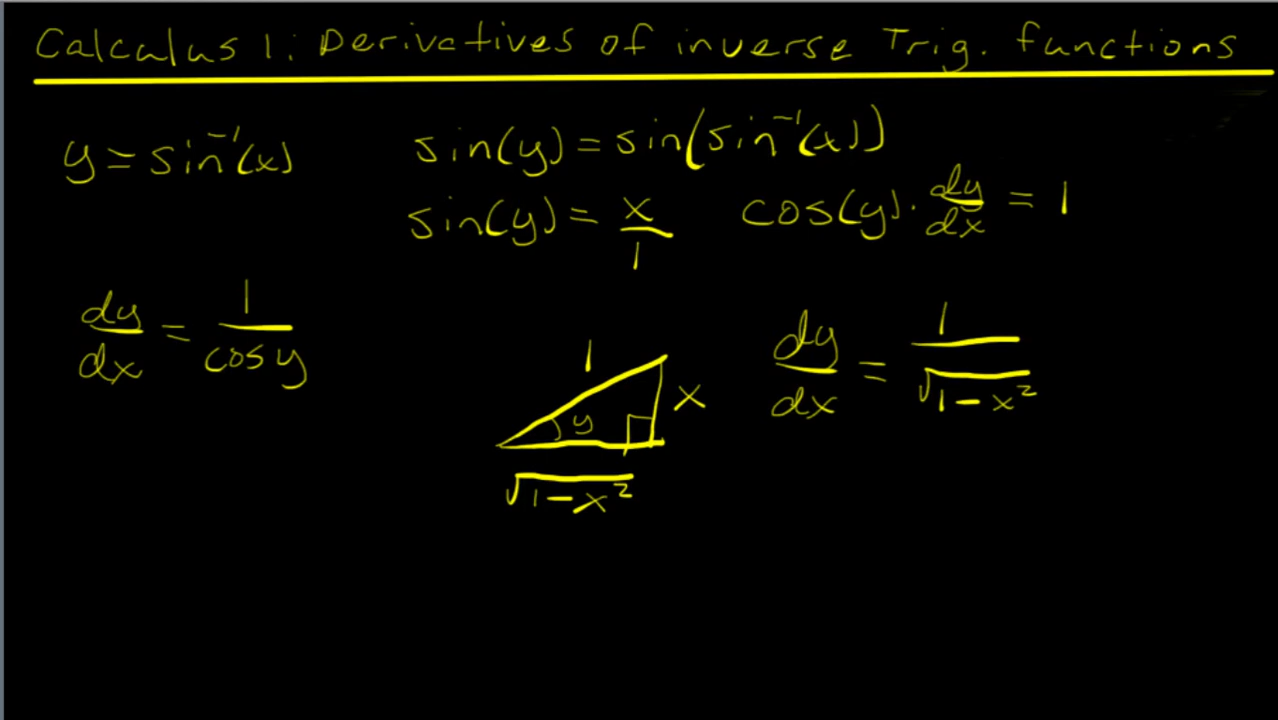 Calculus 1: Derivatives of inverse Trig. functions
y = sin⁻¹(x)
sin(y) = sin(sin⁻¹(x))
sin(y) = x/1
cos(y) · dy/dx = 1
dy/dx = 1/cos y
1
y
x
√(1-x²)
dy/dx = 1/√(1-x²)